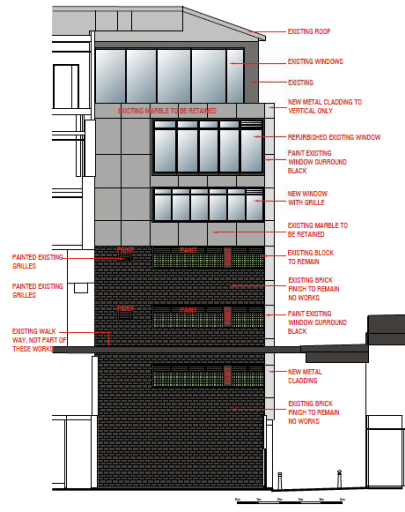 EXISTING ROOF
EXISTING WINDOWS
EXISTING
NEW METAL CLADDING TO
VERTICAL ONLY
EXISTING MARBLE TO BE RETAINED
REFURBISHED EXISTING WINDOW
PAINT EXISTING
WINDOW SURROUND
BLACK
NEW WINDOW
WITH GRILLE
EXISTING MARBLE TO
BE RETAINED
PAINT
PAINT
PAINTED EXISTING
GRILLES
EXISTING BLOCK
TO REMAIN
PAINTED EXISTING
GRILLES
EXISTING BRICK
FINISH TO REMAIN
NO WORKS
PAINT
PAINT
PAINT EXISTING
WINDOW SURROUND
BLACK
EXISTING WALK
WAY, NOT PART OF
THESE WORKS
NEW METAL
CLADDING
EXISTING BRICK
FINISH TO REMAIN
NO WORKS